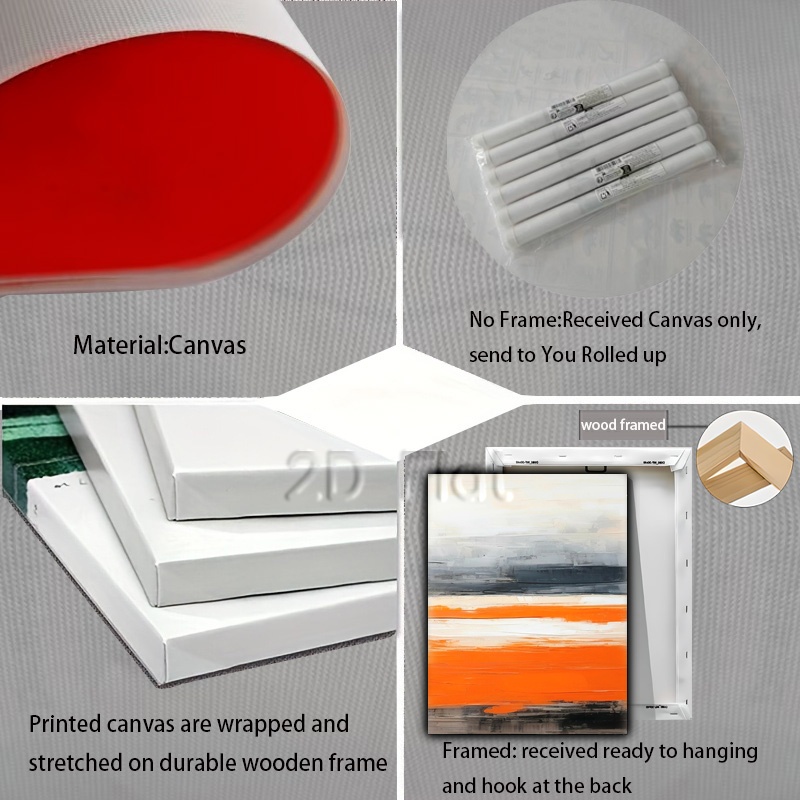 Material:Canvas
No Frame:Received Canvas only,
send to You Rolled up
wood framed
2D Flat
Printed canvas are wrapped and
stretched on durable wooden frame
Framed: received ready to hanging
and hook at the back